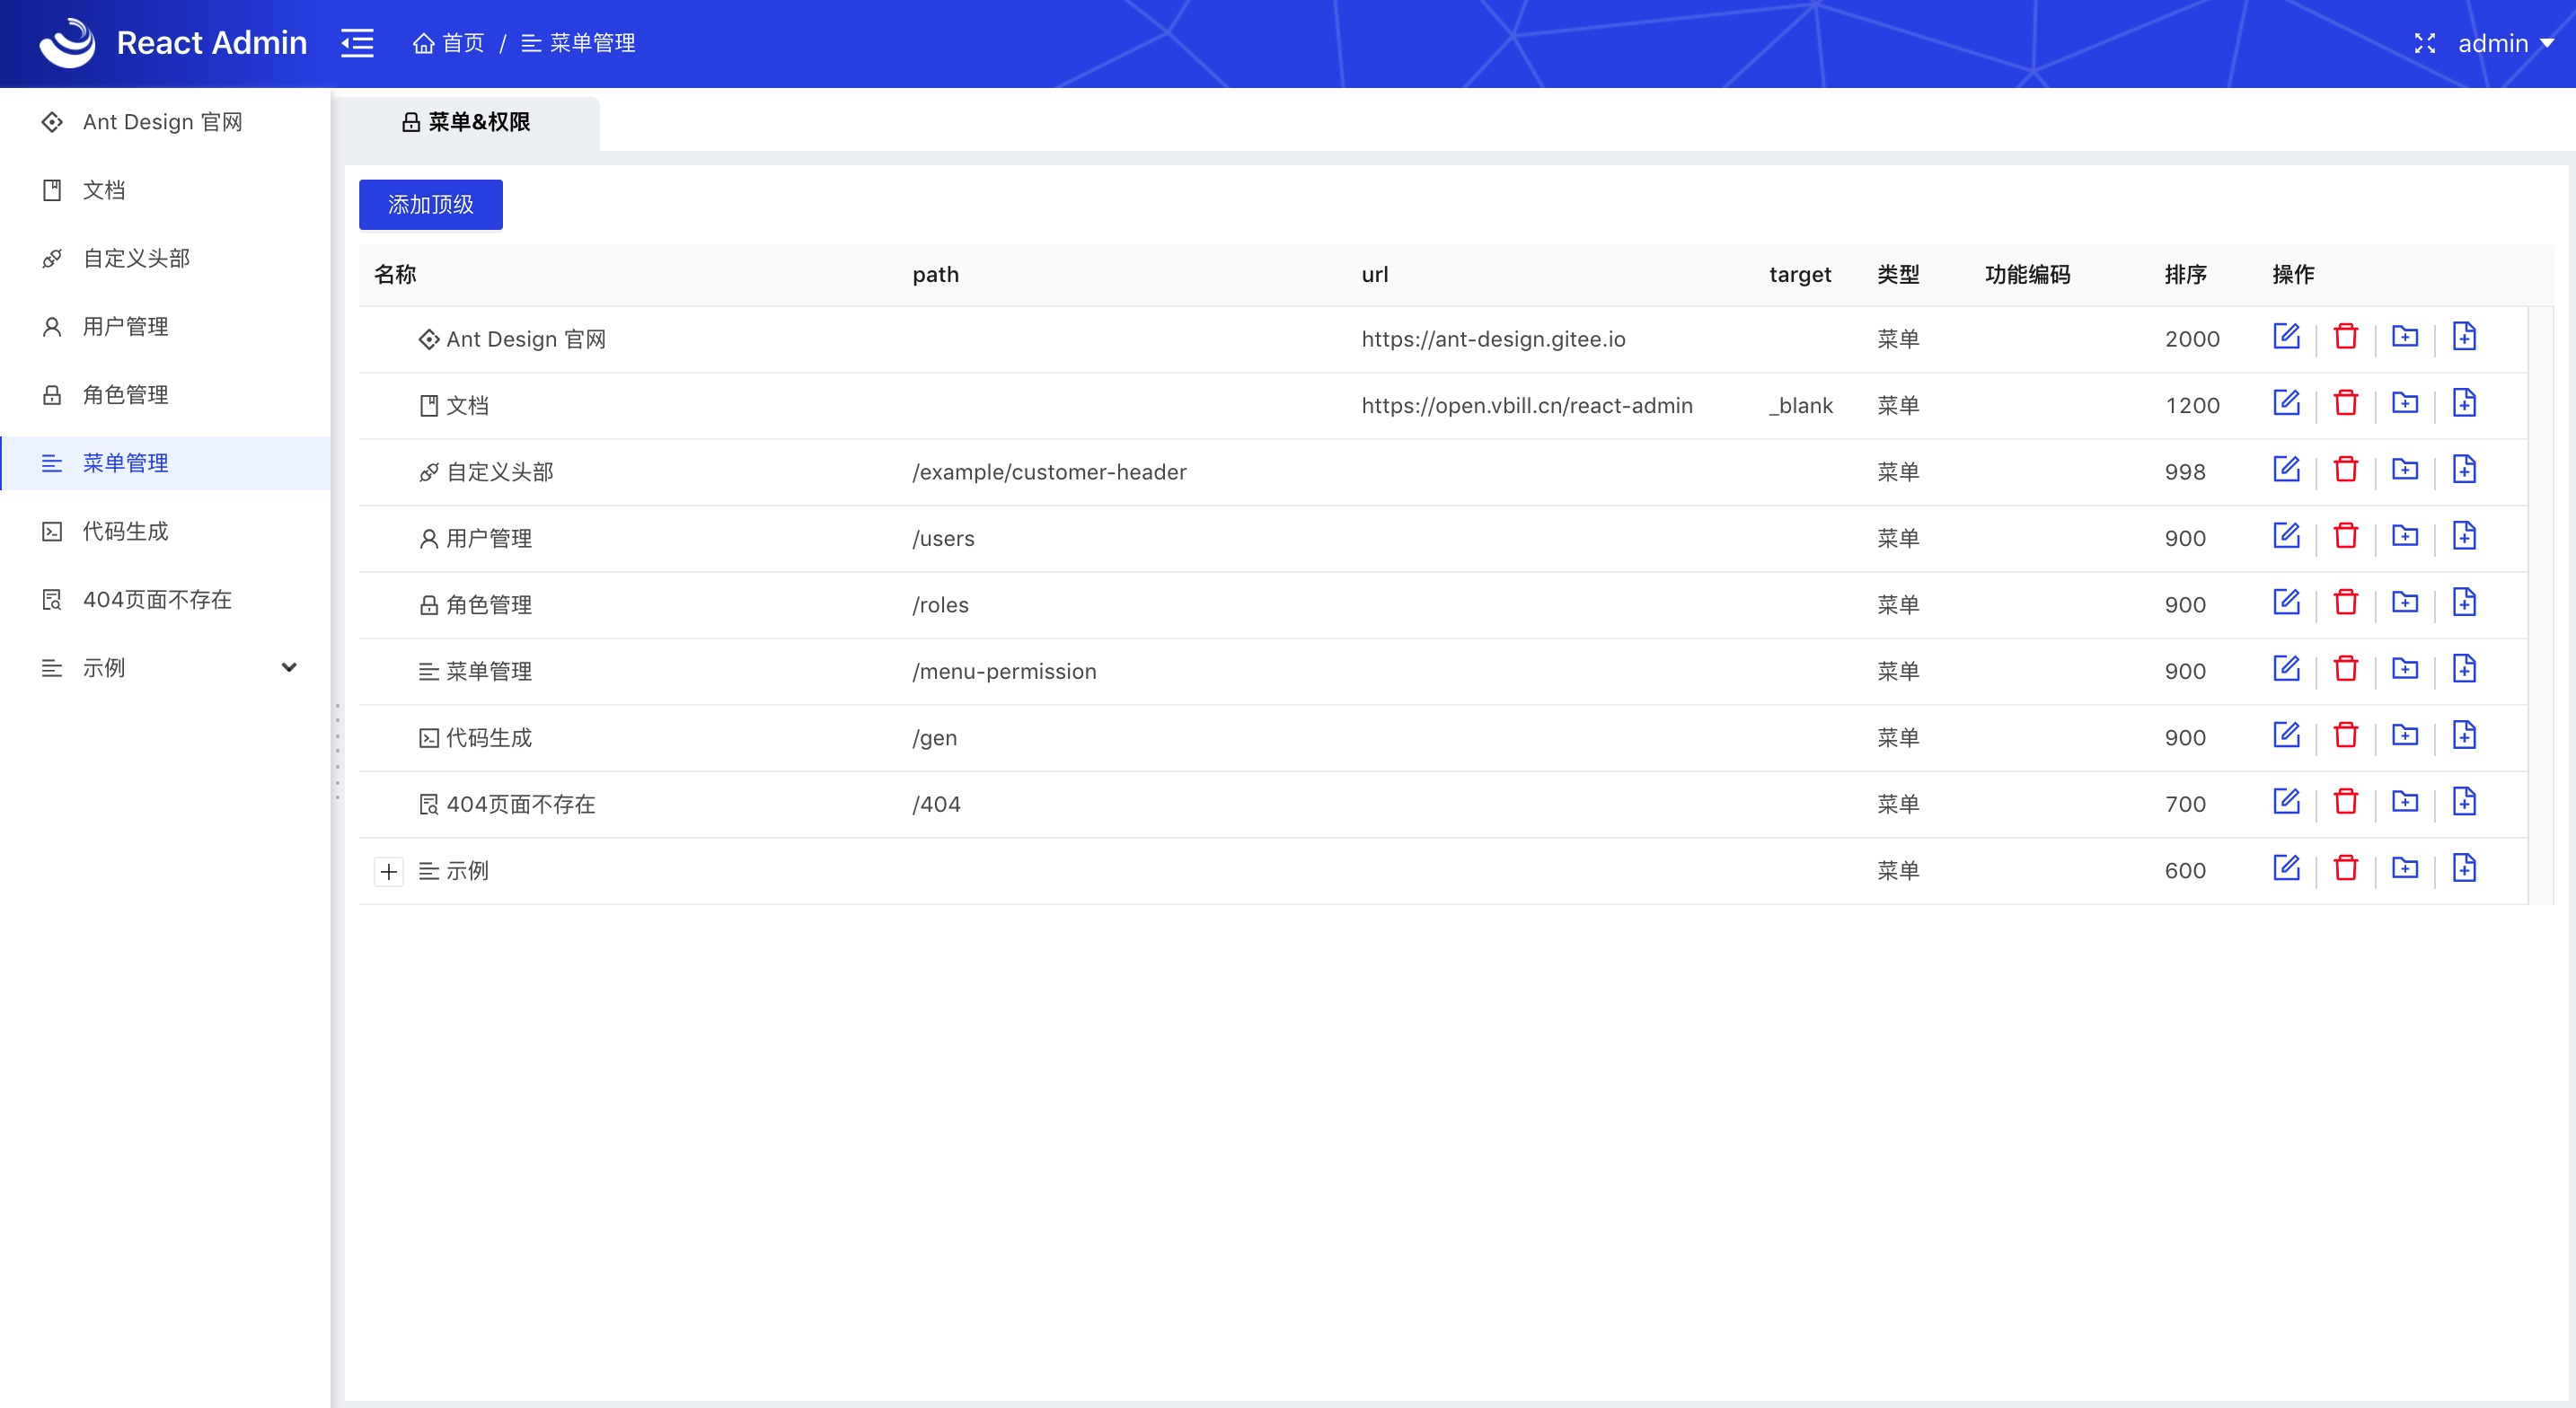 React Admin 首页 / 菜单管理 admin
Ant Design 官网
文档
自定义头部
用户管理
角色管理
菜单管理
代码生成
404页面不存在
示例
菜单&权限
添加顶级
名称 path url target 类型 功能编码 排序 操作
Ant Design 官网 https://ant-design.gitee.io 菜单 2000
文档 https://open.vbill.cn/react-admin _blank 菜单 1200
自定义头部 /example/customer-header 菜单 998
用户管理 /users 菜单 900
角色管理 /roles 菜单 900
菜单管理 /menu-permission 菜单 900
代码生成 /gen 菜单 900
404页面不存在 /404 菜单 700
示例 菜单 600